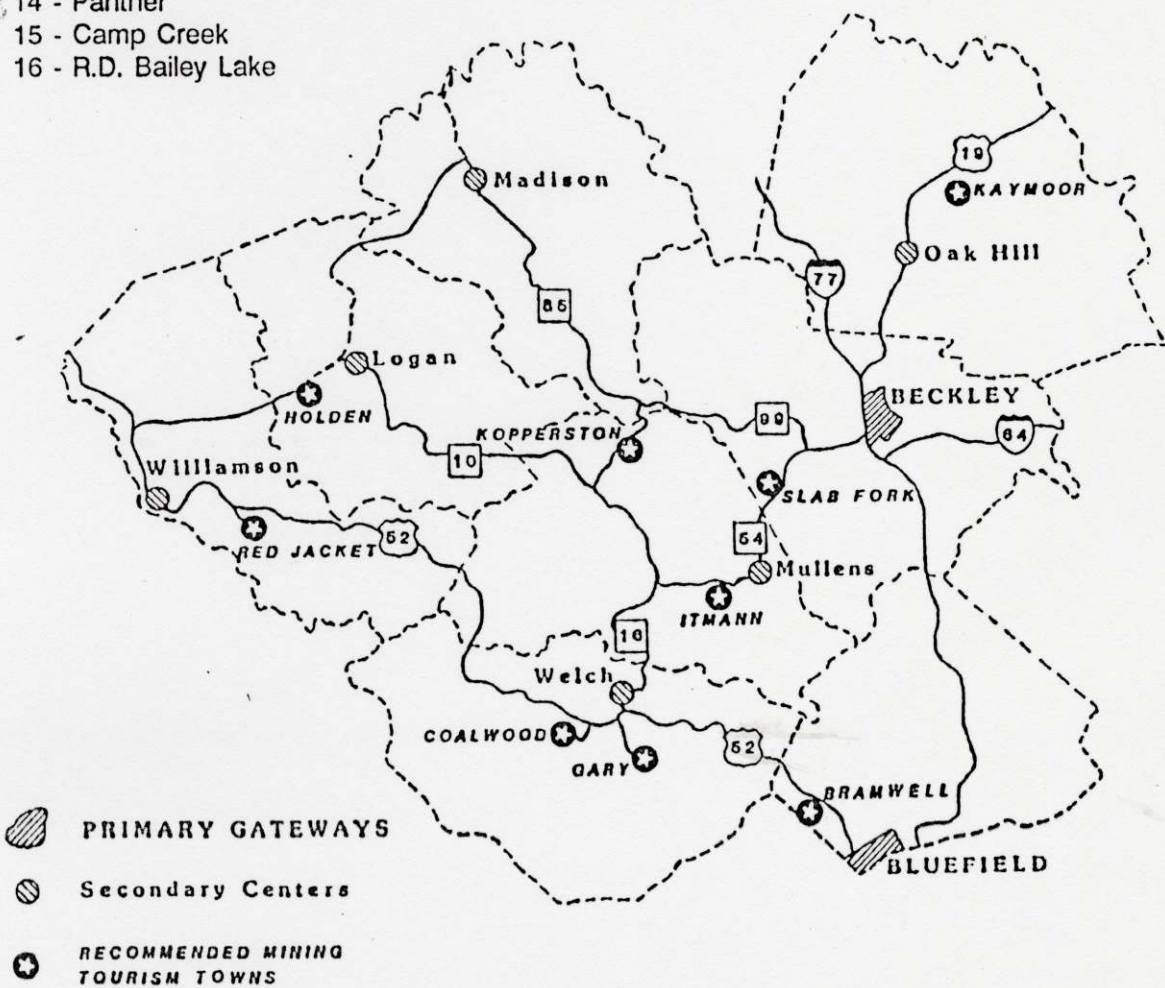 14 - Panther
15 - Camp Creek
16 - R.D. Bailey Lake
Madison
19
KAYMOOR
Oak Hill
77
85
Logan
HOLDEN
BECKLEY
KOPPERSTON
99
64
10
Williamson
SLAB FORK
RED JACKET
52
54
Mullens
ITMANN
16
Welch
COALWOOD
GARY
52
BRAMWELL
BLUEFIELD
PRIMARY GATEWAYS
Secondary Centers
RECOMMENDED MINING
TOURISM TOWNS